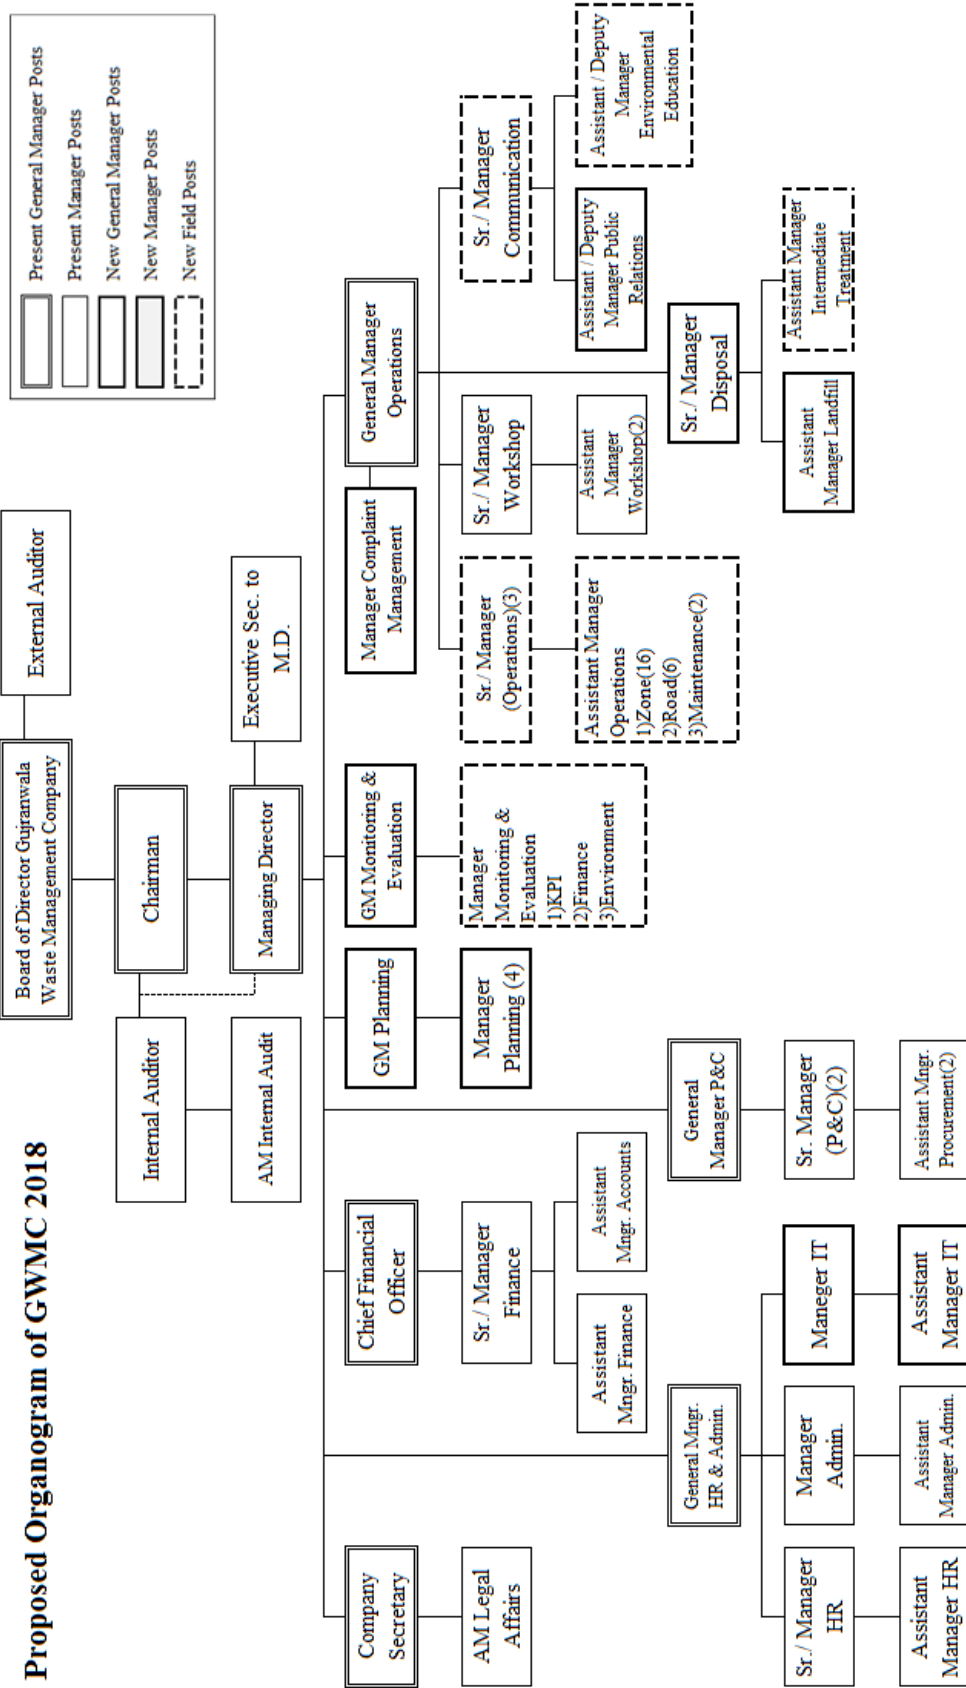 Proposed Organogram of GWMC 2018
Present General Manager Posts
Present Manager Posts
New General Manager Posts
New Manager Posts
New Field Posts
Board of Director Gujranwala
Waste Management Company
External Auditor
Internal Auditor
Chairman
AM Internal Audit
Managing Director
Executive Sec. to
M.D.
Company
Secretary
Chief Financial
Officer
GM Planning
GM Monitoring &
Evaluation
Manager Complaint
Management
General Manager
Operations
AM Legal
Affairs
Sr./ Manager
Finance
Manager
Planning (4)
Manager
Monitoring &
Evaluation
1)KPI
2)Finance
3)Environment
Sr./ Manager
(Operations)(3)
Sr./ Manager
Workshop
Sr./ Manager
Communication
Assistant
Mngr. Finance
Assistant
Mngr. Accounts
Assistant Manager
Operations
1)Zone(16)
2)Road(6)
3)Maintenance(2)
Assistant
Manager
Workshop(2)
Assistant / Deputy
Manager Public
Relations
Assistant / Deputy
Manager
Environmental
Education
General Mngr.
HR & Admin.
General
Manager P&C
Sr./ Manager
Disposal
Sr./ Manager
HR
Manager
Admin.
Maneger IT
Sr. Manager
(P&C)(2)
Assistant
Manager Landfill
Assistant Manager
Intermediate
Treatment
Assistant
Manager HR
Assistant
Manager Admin.
Assistant
Manager IT
Assistant Mngr.
Procurement(2)